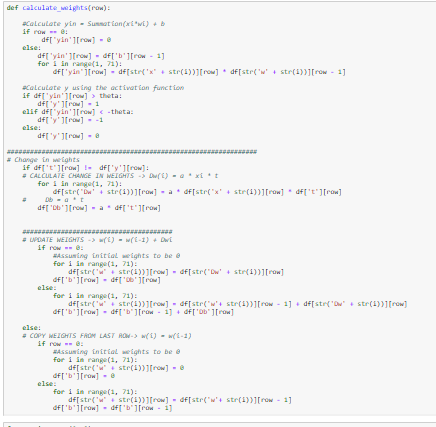 def calculate_weights(row):
#Calculate yin = Summation(xi*wi) + b
if row == 0:
df['yin'][row] = 0
else:
df['yin'][row] = df['b'][row - 1]
for i in range(1, 71):
df['yin'][row] = df[str('x' + str(i))][row] * df[str('w' + str(i))][row - 1]
#Calculate y using the activation function
if df['yin'][row] > theta:
df['y'][row] = 1
elif df['yin'][row] < -theta:
df['y'][row] = -1
else:
df['y'][row] = 0
# Change in weights
if df['t'][row] != df['y'][row]:
# CALCULATE CHANGE IN WEIGHTS -> Dw(i) = a * xi * t
for i in range(1, 71):
df[str('Dw' + str(i))][row] = a * df[str('x' + str(i))][row] * df['t'][row]
# Db = a * t
df['Db'][row] = a * df['t'][row]
# UPDATE WEIGHTS -> w(i) = w(i-1) + Dwi
if row == 0:
#Assuming initial weights to be 0
for i in range(1, 71):
df[str('w' + str(i))][row] = df[str('Dw' + str(i))][row]
df['b'][row] = df['Db'][row]
else:
for i in range(1, 71):
df[str('w' + str(i))][row] = df[str('w'+ str(i))][row - 1] + df[str('Dw' + str(i))][row]
df['b'][row] = df['b'][row - 1] + df['Db'][row]
else:
# COPY WEIGHTS FROM LAST ROW-> w(i) = w(i-1)
if row == 0:
#Assuming initial weights to be 0
for i in range(1, 71):
df[str('w' + str(i))][row] = 0
df['b'][row] = 0
else:
for i in range(1, 71):
df[str('w' + str(i))][row] = df[str('w'+ str(i))][row - 1]
df['b'][row] = df['b'][row - 1]